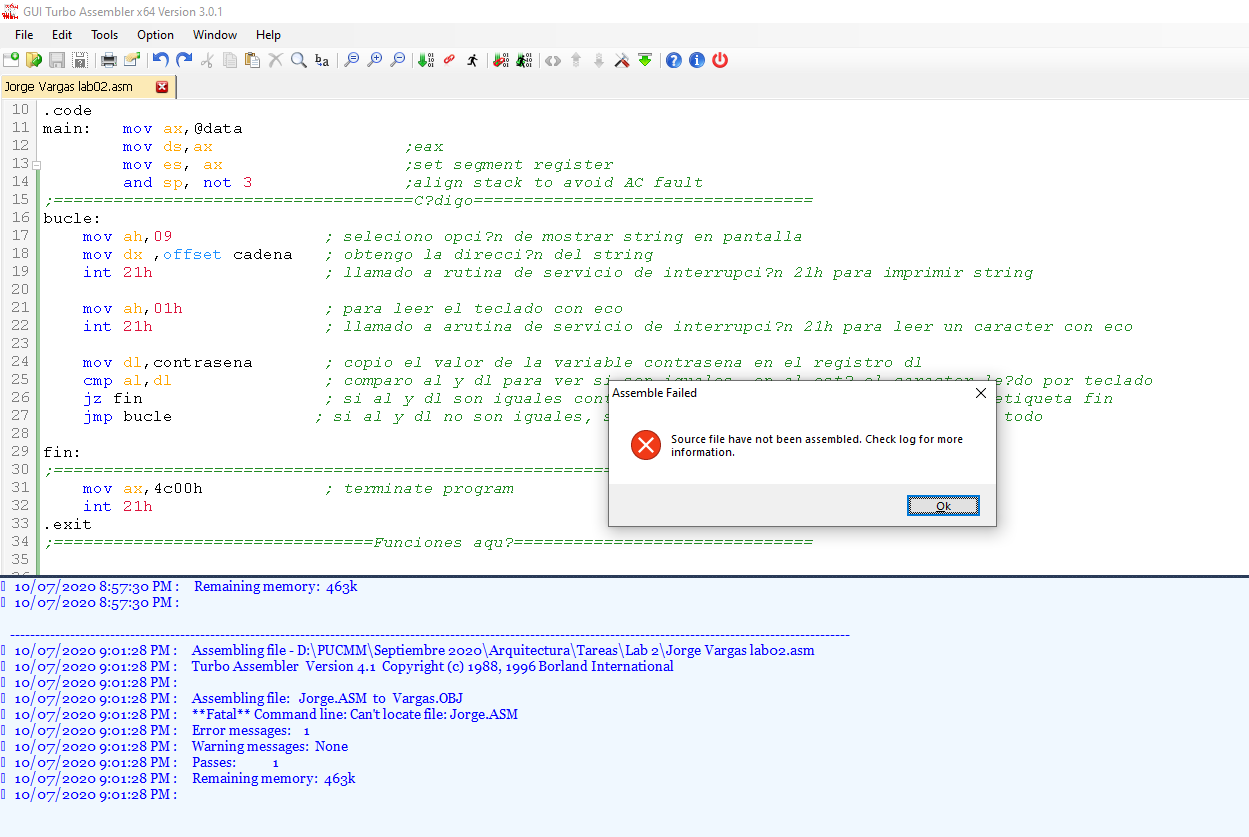 GUI Turbo Assembler x64 Version 3.0.1
File Edit Tools Option Window Help
Jorge Vargas lab02.asm
10 .code
11 main: mov ax,@data
12 mov ds,ax ;eax
13 mov es, ax ;set segment register
14 and sp, not 3 ;align stack to avoid AC fault
15 ;====================================C?digo==================================
16 bucle:
17 mov ah,09 ; seleciono opci?n de mostrar string en pantalla
18 mov dx ,offset cadena ; obtengo la direcci?n del string
19 int 21h ; llamado a rutina de servicio de interrupci?n 21h para imprimir string
20
21 mov ah,01h ; para leer el teclado con eco
22 int 21h ; llamado a arutina de servicio de interrupci?n 21h para leer un caracter con eco
23
24 mov dl,contrasena ; copio el valor de la variable contrasena en el registro dl
25 cmp al,dl ; comparo al y dl para ver si son iguales, en al est? el caracter le?do por teclado
26 jz fin ; si al y dl son iguales etiqueta fin
27 jmp bucle ; si al y dl no son iguales, todo
28
29 fin:
30 ;========================================================
31 mov ax,4c00h ; terminate program
32 int 21h
33 .exit
34 ;================================Funciones aqu?==============================
35
Assemble Failed
Source file have not been assembled. Check log for more
information.
Ok
10/07/2020 8:57:30 PM : Remaining memory: 463k
10/07/2020 8:57:30 PM :
10/07/2020 9:01:28 PM : Assembling file - D:\PUCMM\Septiembre 2020\Arquitectura\Tareas\Lab 2\Jorge Vargas lab02.asm
10/07/2020 9:01:28 PM : Turbo Assembler Version 4.1 Copyright (c) 1988, 1996 Borland International
10/07/2020 9:01:28 PM :
10/07/2020 9:01:28 PM : Assembling file: Jorge.ASM to Vargas.OBJ
10/07/2020 9:01:28 PM : **Fatal** Command line: Can't locate file: Jorge.ASM
10/07/2020 9:01:28 PM : Error messages: 1
10/07/2020 9:01:28 PM : Warning messages: None
10/07/2020 9:01:28 PM : Passes: 1
10/07/2020 9:01:28 PM : Remaining memory: 463k
10/07/2020 9:01:28 PM :